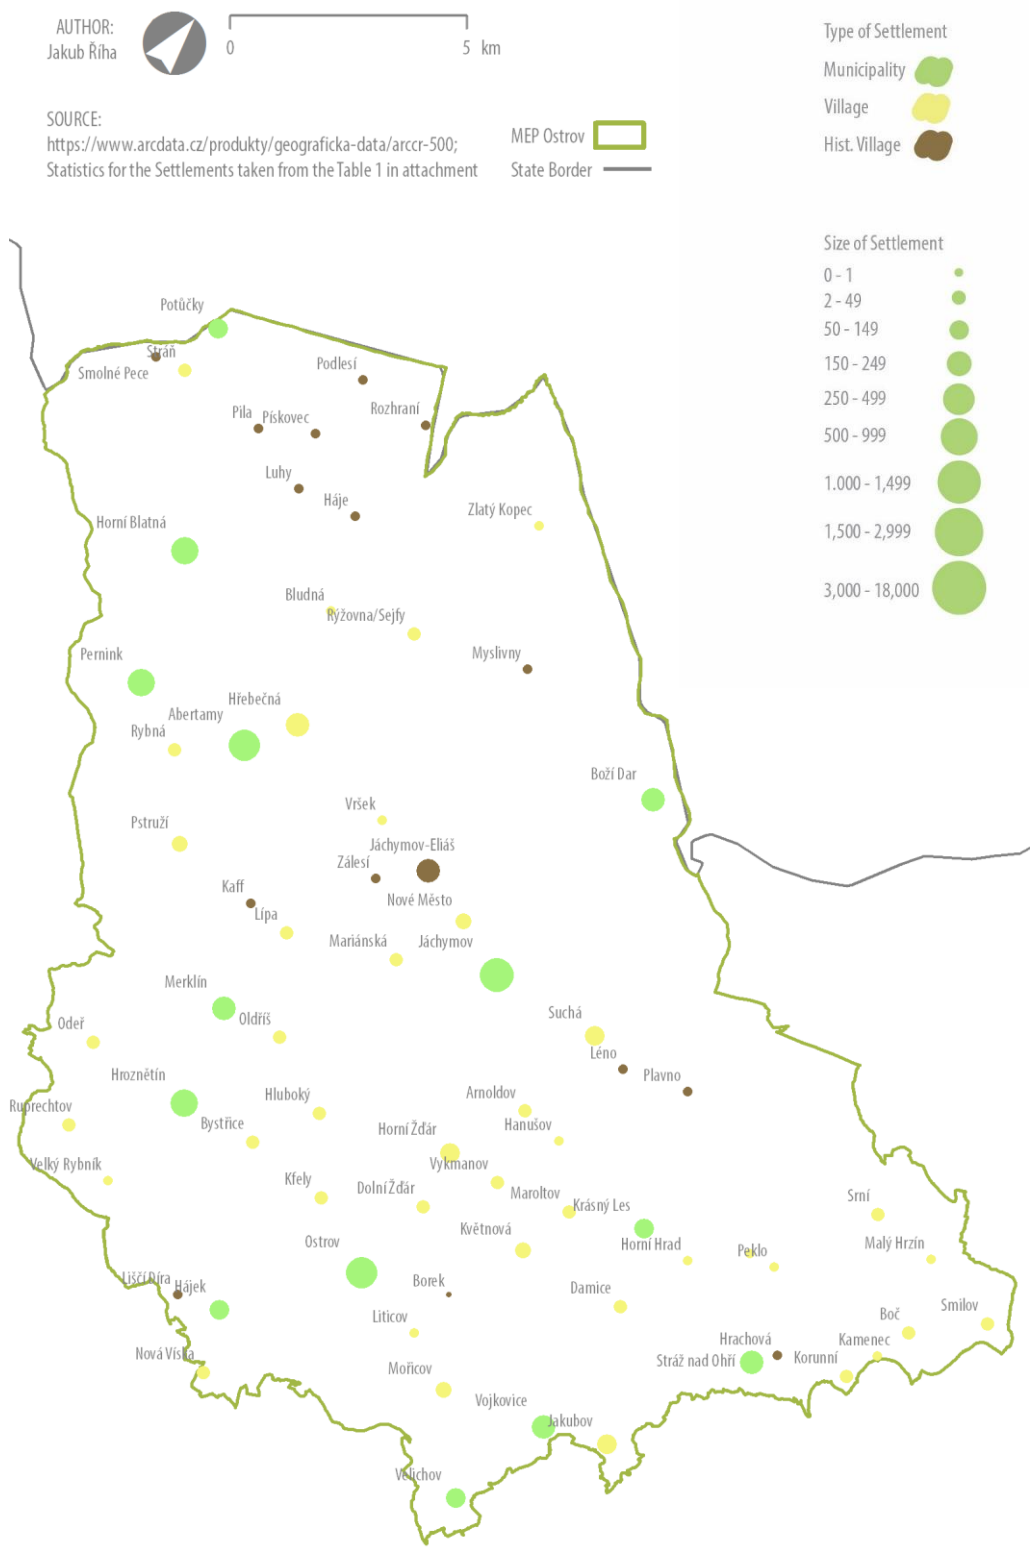 AUTHOR:
Jakub Říha
0
5 km
SOURCE:
https://www.arcdata.cz/produkty/geograficka-data/arccr-500;
Statistics for the Settlements taken from the Table 1 in attachment
MEP Ostrov
State Border
Type of Settlement
Municipality
Village
Hist. Village
Size of Settlement
0 - 1
2 - 49
50 - 149
150 - 249
250 - 499
500 - 999
1.000 - 1,499
1,500 - 2,999
3,000 - 18,000
Potůčky
Stráň
Smolné Pece
Podlesí
Rozhraní
Pila
Pískovec
Luhy
Háje
Zlatý Kopec
Horní Blatná
Bludná
Rýžovna/Sejfy
Myslivny
Pernink
Hřebečná
Abertamy
Rybná
Boží Dar
Vršek
Pstruží
Jáchymov-Eliáš
Zálesí
Kaff
Nové Město
Lípa
Mariánská
Jáchymov
Merklín
Oldříš
Suchá
Odeř
Léno
Plavno
Hroznětín
Hluboký
Arnoldov
Ruprechtov
Bystřice
Horní Žďár
Hanušov
Velký Rybník
Vykmanov
Kfely
Dolní Žďár
Maroltov
Krásný Les
Srní
Květnová
Ostrov
Horní Hrad
Peklo
Malý Hrzín
Liščí Díra
Hájek
Borek
Damice
Liticov
Boč
Smilov
Nová Víska
Hrachová
Kamenec
Stráž nad Ohří
Korunní
Mořicov
Vojkovice
Jakubov
Velichov